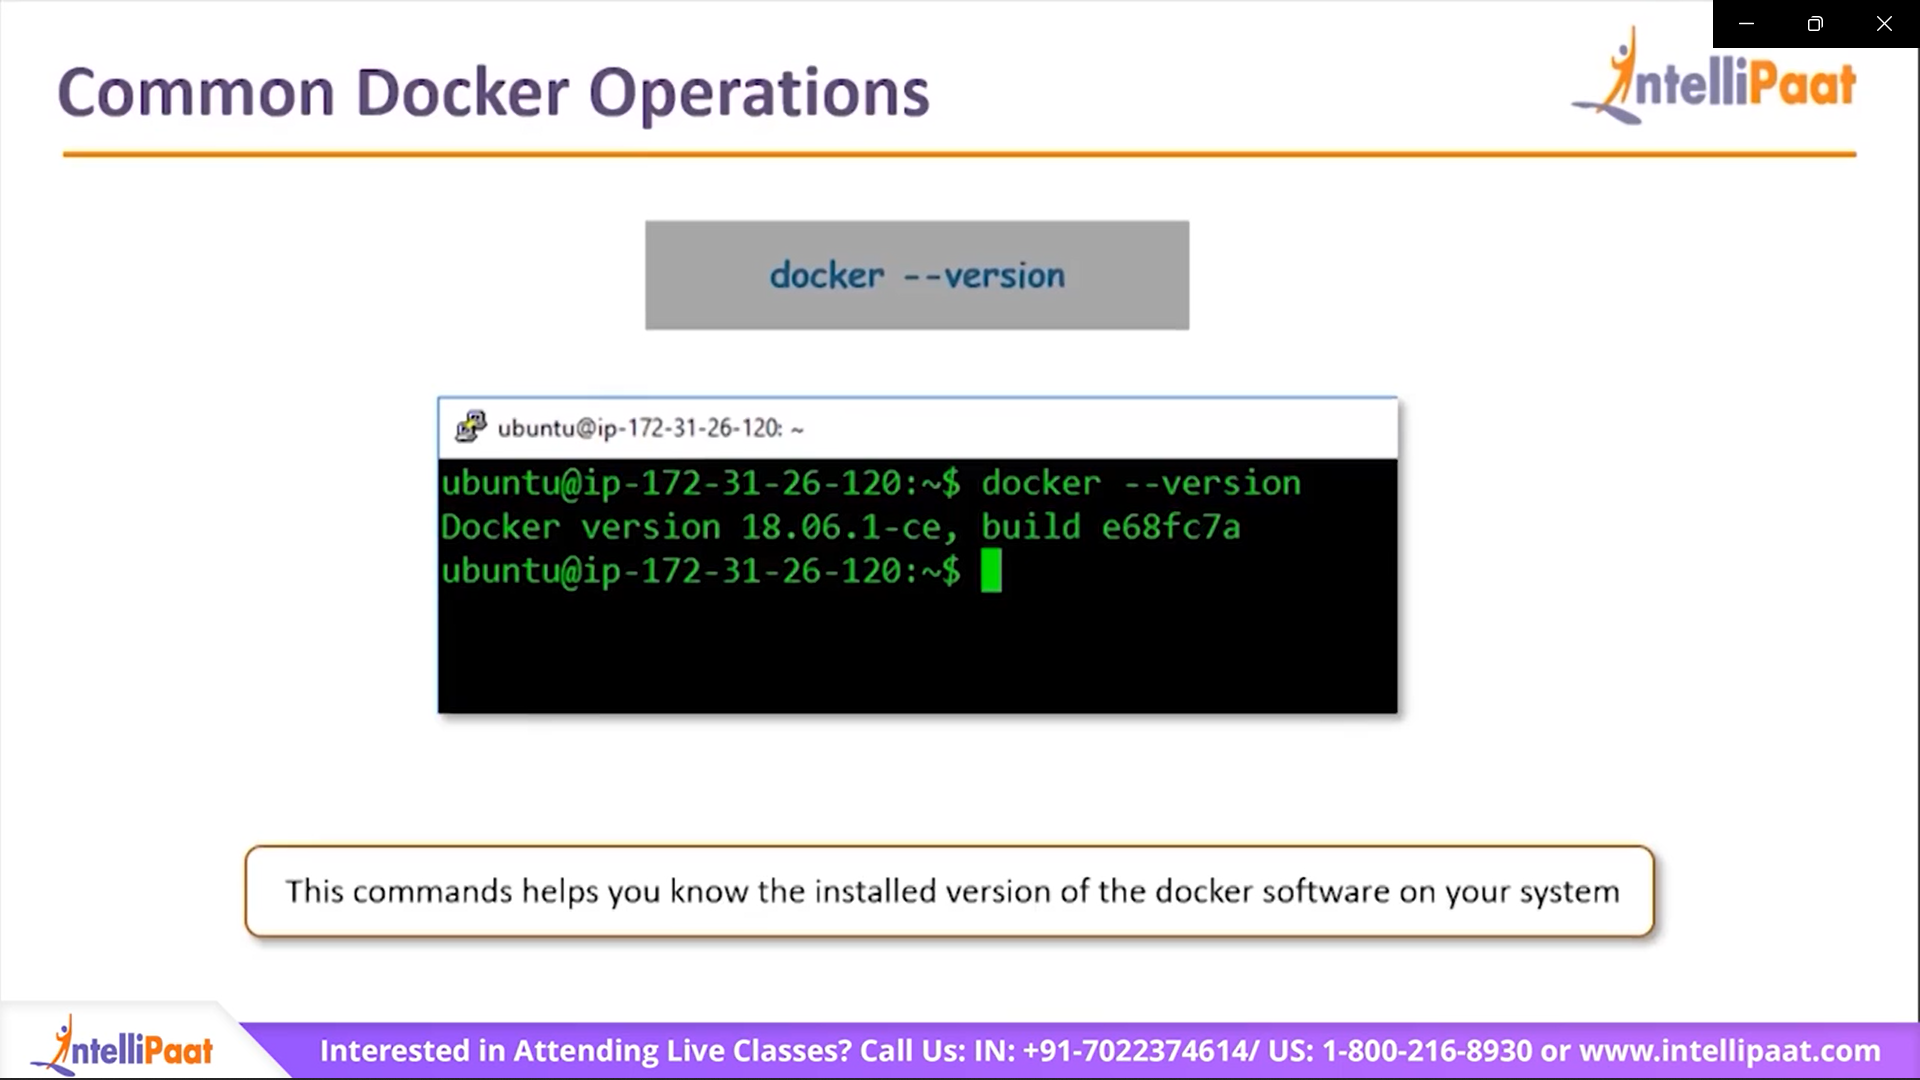 Common Docker Operations
IntelliPaat
docker --version
ubuntu@ip-172-31-26-120: ~
ubuntu@ip-172-31-26-120:~$ docker --version
Docker version 18.06.1-ce, build e68fc7a
ubuntu@ip-172-31-26-120:~$
This commands helps you know the installed version of the docker software on your system
IntelliPaat
Interested in Attending Live Classes? Call Us: IN: +91-7022374614/ US: 1-800-216-8930 or www.intellipaat.com